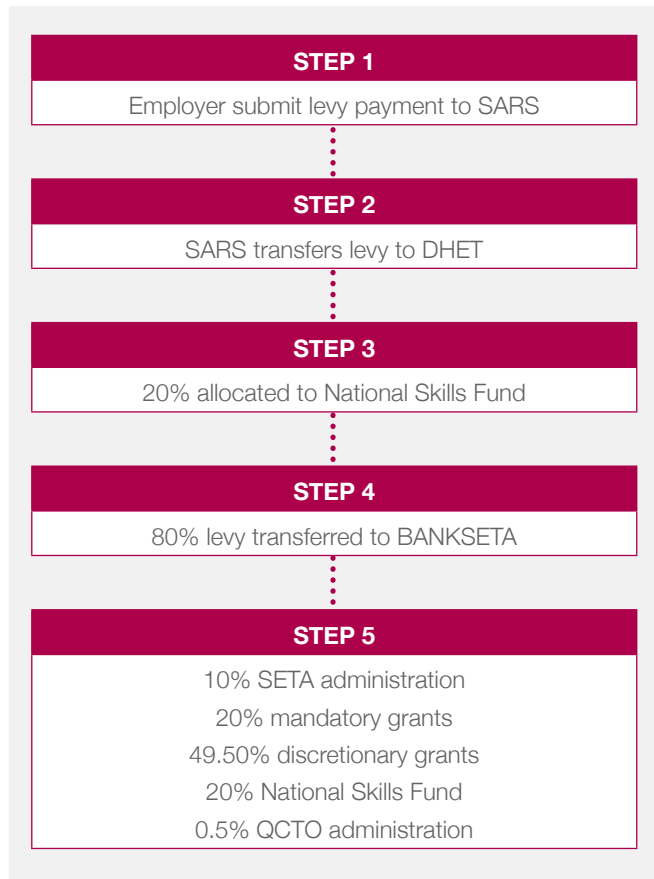 STEP 1
Employer submit levy payment to SARS
STEP 2
SARS transfers levy to DHET
STEP 3
20% allocated to National Skills Fund
STEP 4
80% levy transferred to BANKSETA
STEP 5
10% SETA administration
20% mandatory grants
49.50% discretionary grants
20% National Skills Fund
0.5% QCTO administration